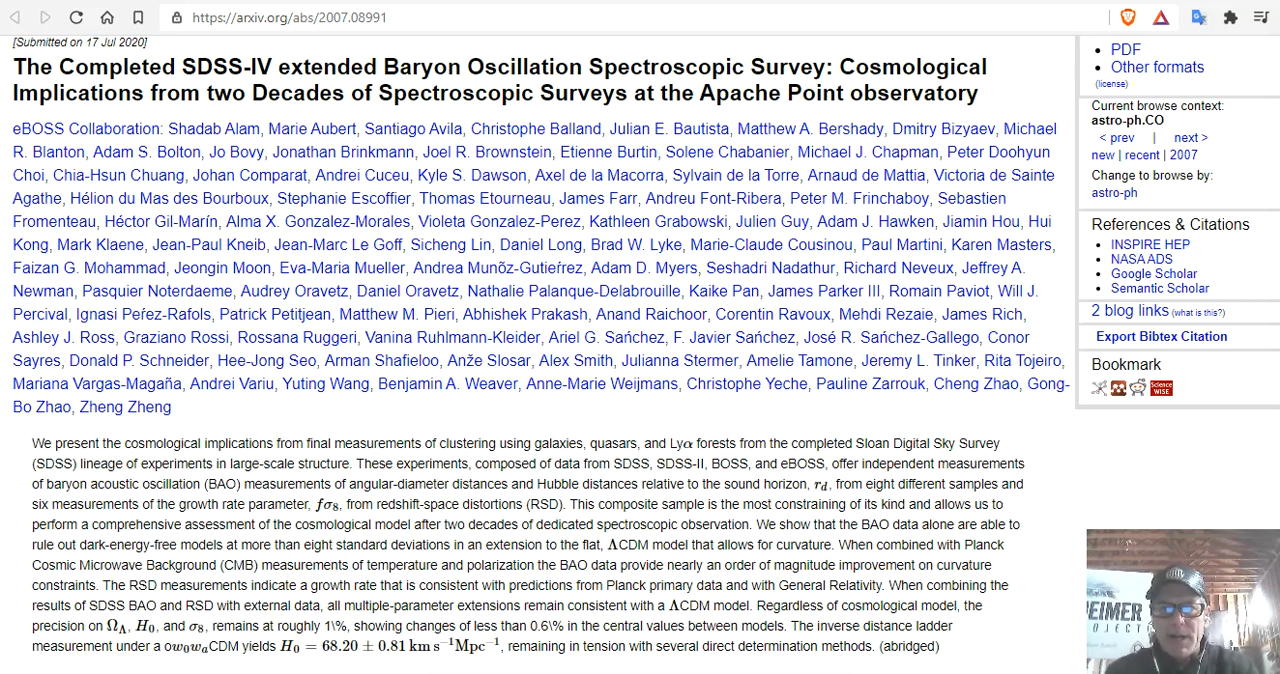 https://arxiv.org/abs/2007.08991
[Submitted on 17 Jul 2020]
The Completed SDSS-IV extended Baryon Oscillation Spectroscopic Survey: Cosmological
Implications from two Decades of Spectroscopic Surveys at the Apache Point observatory
eBOSS Collaboration: Shadab Alam, Marie Aubert, Santiago Avila, Christophe Balland, Julian E. Bautista, Matthew A. Bershady, Dmitry Bizyaev, Michael
R. Blanton, Adam S. Bolton, Jo Bovy, Jonathan Brinkmann, Joel R. Brownstein, Etienne Burtin, Solene Chabanier, Michael J. Chapman, Peter Doohyun
Choi, Chia-Hsun Chuang, Johan Comparat, Andrei Cuceu, Kyle S. Dawson, Axel de la Macorra, Sylvain de la Torre, Arnaud de Mattia, Victoria de Sainte
Agathe, Hélion du Mas des Bourboux, Stephanie Escoffier, Thomas Etourneau, James Farr, Andreu Font-Ribera, Peter M. Frinchaboy, Sebastien
Fromenteau, Héctor Gil-Marín, Alma X. Gonzalez-Morales, Violeta Gonzalez-Perez, Kathleen Grabowski, Julien Guy, Adam J. Hawken, Jiamin Hou, Hui
Kong, Mark Klaene, Jean-Paul Kneib, Jean-Marc Le Goff, Sicheng Lin, Daniel Long, Brad W. Lyke, Marie-Claude Cousinou, Paul Martini, Karen Masters,
Faizan G. Mohammad, Jeongin Moon, Eva-Maria Mueller, Andrea Munõz-Gutieŕrez, Adam D. Myers, Seshadri Nadathur, Richard Neveux, Jeffrey A.
Newman, Pasquier Noterdaeme, Audrey Oravetz, Daniel Oravetz, Nathalie Palanque-Delabrouille, Kaike Pan, James Parker III, Romain Paviot, Will J.
Percival, Ignasi Peŕez-Rafols, Patrick Petitjean, Matthew M. Pieri, Abhishek Prakash, Anand Raichoor, Corentin Ravoux, Mehdi Rezaie, James Rich,
Ashley J. Ross, Graziano Rossi, Rossana Ruggeri, Vanina Ruhlmann-Kleider, Ariel G. Sańchez, F. Javier Sańchez, José R. Sańchez-Gallego, Conor
Sayres, Donald P. Schneider, Hee-Jong Seo, Arman Shafieloo, Anže Slosar, Alex Smith, Julianna Stermer, Amelie Tamone, Jeremy L. Tinker, Rita Tojeiro,
Mariana Vargas-Magaña, Andrei Variu, Yuting Wang, Benjamin A. Weaver, Anne-Marie Weijmans, Christophe Yeche, Pauline Zarrouk, Cheng Zhao, Gong-
Bo Zhao, Zheng Zheng
We present the cosmological implications from final measurements of clustering using galaxies, quasars, and Lyα forests from the completed Sloan Digital Sky Survey
(SDSS) lineage of experiments in large-scale structure. These experiments, composed of data from SDSS, SDSS-II, BOSS, and eBOSS, offer independent measurements
of baryon acoustic oscillation (BAO) measurements of angular-diameter distances and Hubble distances relative to the sound horizon, r_d, from eight different samples and
six measurements of the growth rate parameter, fσ₈, from redshift-space distortions (RSD). This composite sample is the most constraining of its kind and allows us to
perform a comprehensive assessment of the cosmological model after two decades of dedicated spectroscopic observation. We show that the BAO data alone are able to
rule out dark-energy-free models at more than eight standard deviations in an extension to the flat, ΛCDM model that allows for curvature. When combined with Planck
Cosmic Microwave Background (CMB) measurements of temperature and polarization the BAO data provide nearly an order of magnitude improvement on curvature
constraints. The RSD measurements indicate a growth rate that is consistent with predictions from Planck primary data and with General Relativity. When combining the
results of SDSS BAO and RSD with external data, all multiple-parameter extensions remain consistent with a ΛCDM model. Regardless of cosmological model, the
precision on Ω_Λ, H₀, and σ₈, remains at roughly 1\%, showing changes of less than 0.6\% in the central values between models. The inverse distance ladder
measurement under a ow₀w_aCDM yields H₀ = 68.20 ± 0.81 km s⁻¹Mpc⁻¹, remaining in tension with several direct determination methods. (abridged)
PDF
Other formats
(license)
Current browse context:
astro-ph.CO
< prev | next >
new | recent | 2007
Change to browse by:
astro-ph
References & Citations
INSPIRE HEP
NASA ADS
Google Scholar
Semantic Scholar
2 blog links (what is this?)
Export Bibtex Citation
Bookmark
Science
WISE
HEIMER
OJECT